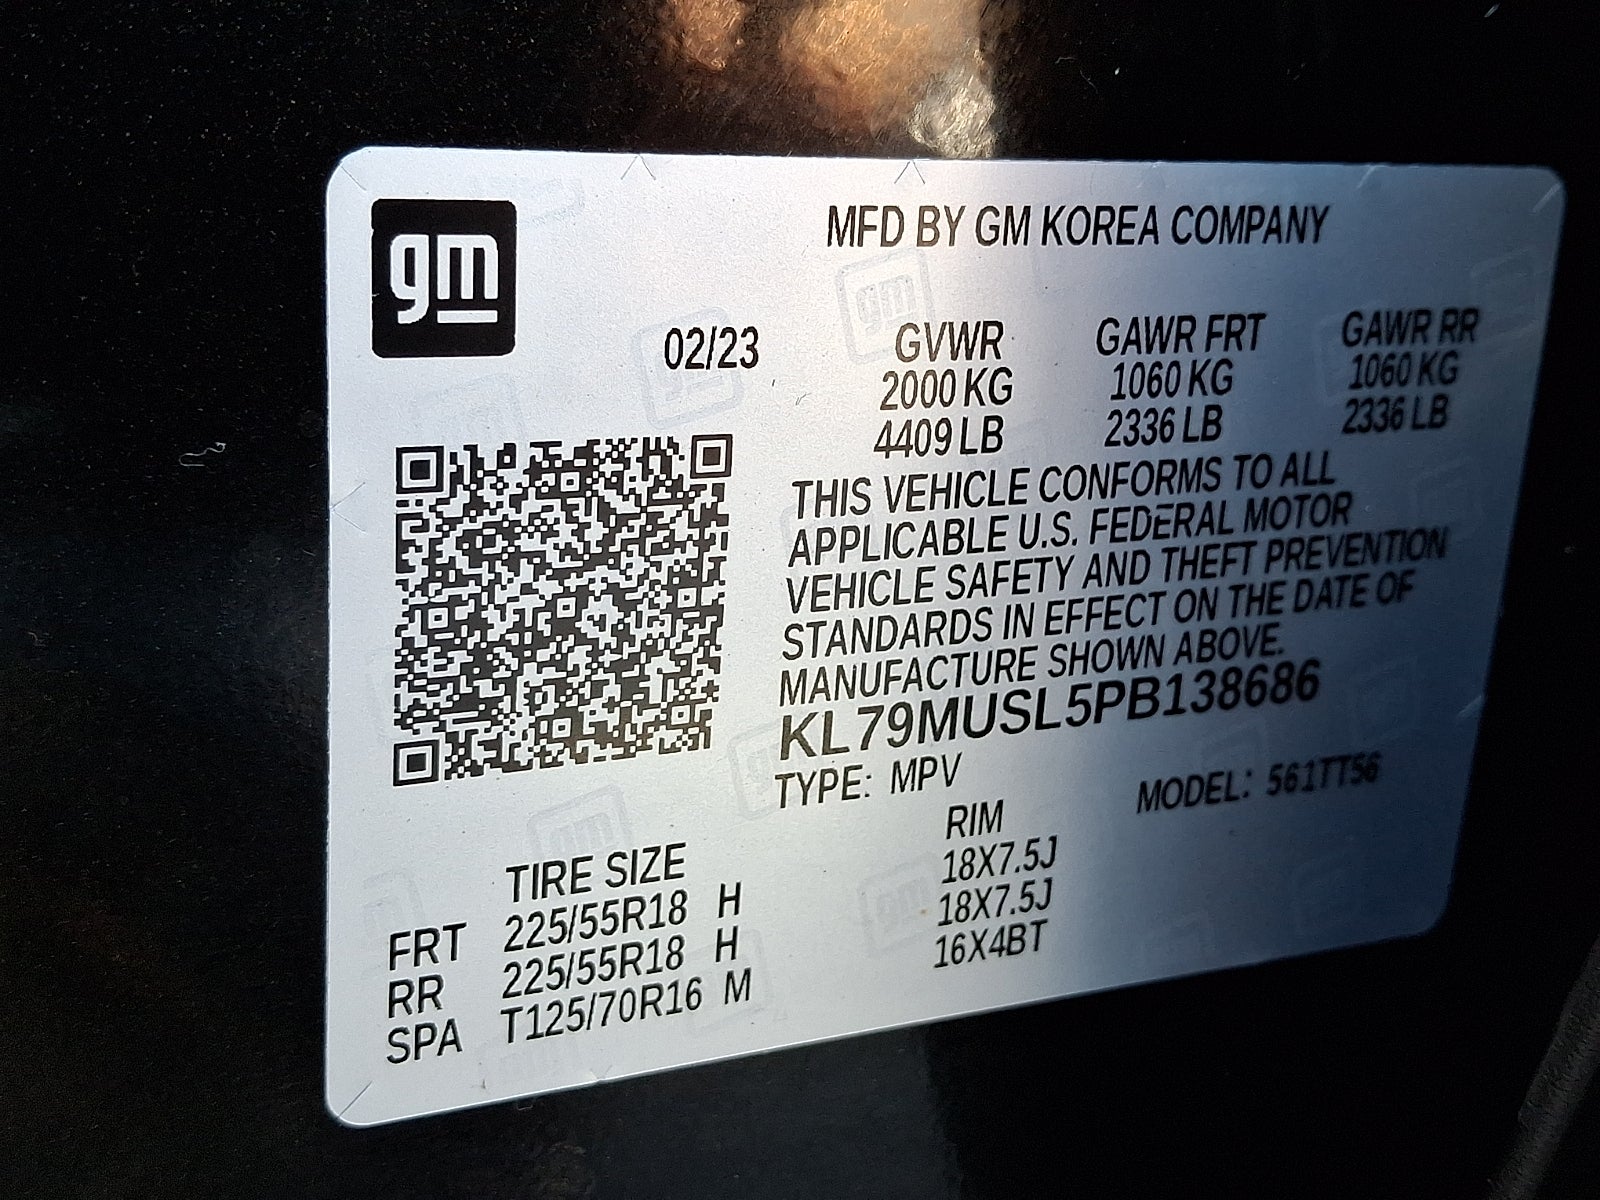 gm
MFD BY GM KOREA COMPANY
02/23
GVWR GAWR FRT GAWR RR
2000 KG 1060 KG 1060 KG
4409 LB 2336 LB 2336 LB
THIS VEHICLE CONFORMS TO ALL
APPLICABLE U.S. FEDERAL MOTOR
VEHICLE SAFETY AND THEFT PREVENTION
STANDARDS IN EFFECT ON THE DATE OF
MANUFACTURE SHOWN ABOVE.
KL79MUSL5PB138686
TYPE: MPV MODEL: 561TT56
TIRE SIZE RIM
FRT 225/55R18 H 18X7.5J
RR 225/55R18 H 18X7.5J
SPA T125/70R16 M 16X4BT